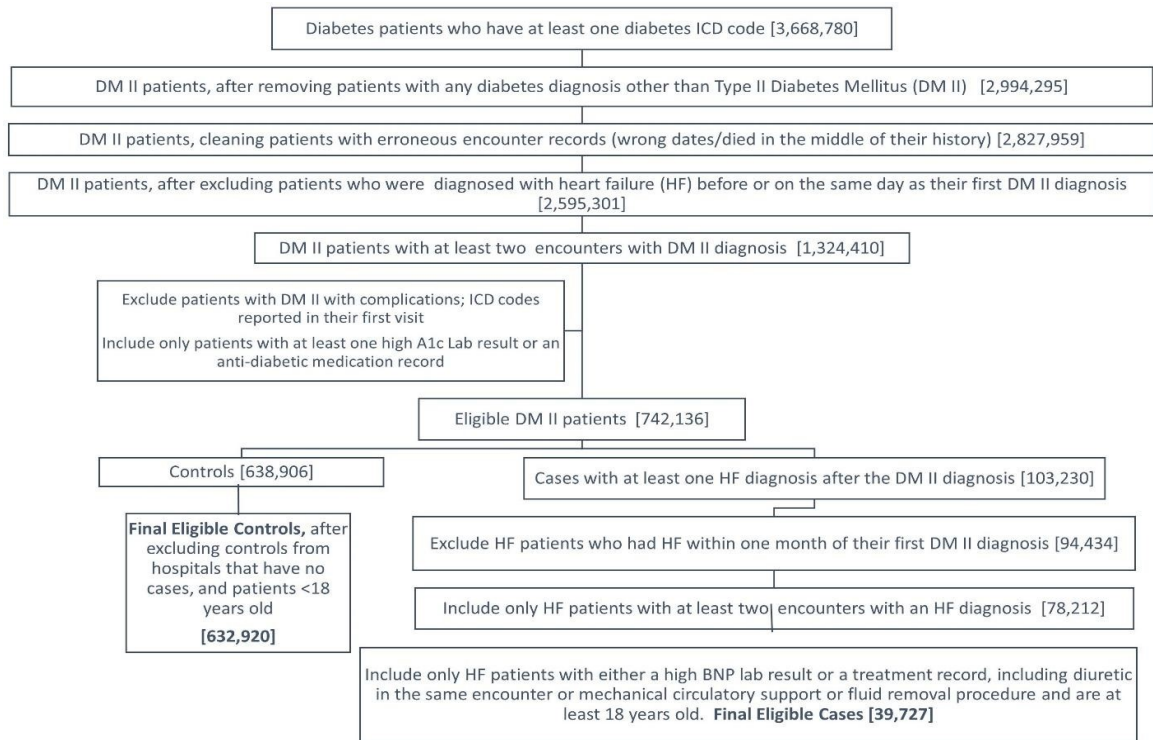 Diabetes patients who have at least one diabetes ICD code [3,668,780]
DM II patients, after removing patients with any diabetes diagnosis other than Type II Diabetes Mellitus (DM II) [2,994,295]
DM II patients, cleaning patients with erroneous encounter records (wrong dates/died in the middle of their history) [2,827,959]
DM II patients, after excluding patients who were diagnosed with heart failure (HF) before or on the same day as their first DM II diagnosis
[2,595,301]
DM II patients with at least two encounters with DM II diagnosis [1,324,410]
Exclude patients with DM II with complications; ICD codes
reported in their first visit
Include only patients with at least one high A1c Lab result or an
anti-diabetic medication record
Eligible DM II patients [742,136]
Controls [638,906]
Final Eligible Controls, after
excluding controls from
hospitals that have no
cases, and patients <18
years old
[632,920]
Cases with at least one HF diagnosis after the DM II diagnosis [103,230]
Exclude HF patients who had HF within one month of their first DM II diagnosis [94,434]
Include only HF patients with at least two encounters with an HF diagnosis [78,212]
Include only HF patients with either a high BNP lab result or a treatment record, including diuretic
in the same encounter or mechanical circulatory support or fluid removal procedure and are at
least 18 years old. Final Eligible Cases [39,727]